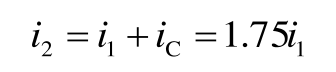 i₂ = i₁ + i_C = 1.75i₁